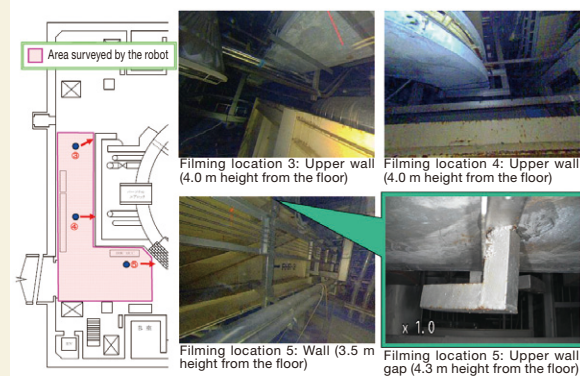 Area surveyed by the robot
③
④
⑤
Filming location 3: Upper wall
(4.0 m height from the floor)
Filming location 4: Upper wall
(4.0 m height from the floor)
Filming location 5: Wall (3.5 m
height from the floor)
x 1.0
Filming location 5: Upper wall
gap (4.3 m height from the floor)